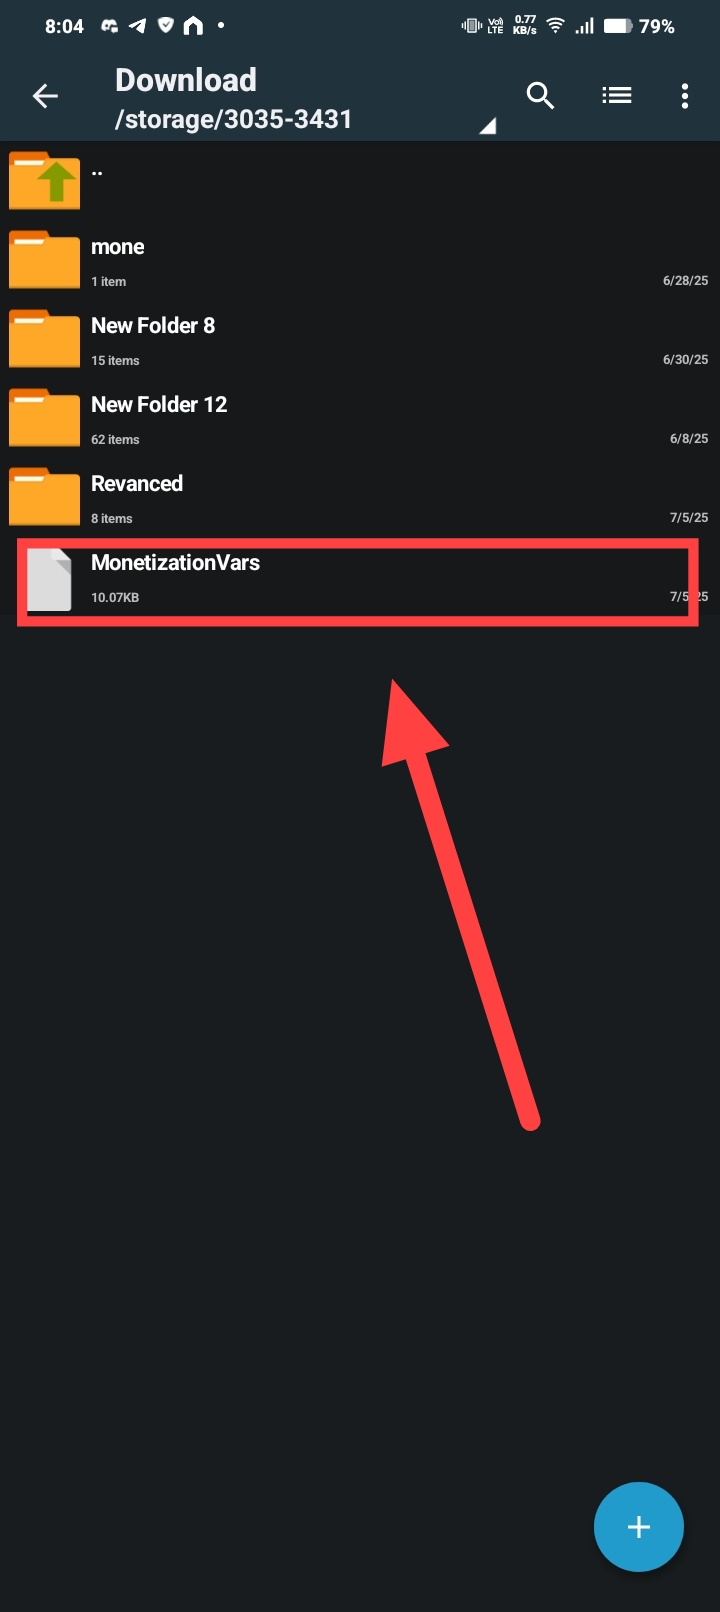 8:04
Vo)
LTE
0.77
KB/s
79%
Download
/storage/3035-3431
..
mone
1 item
6/28/25
New Folder 8
15 items
6/30/25
New Folder 12
62 items
6/8/25
Revanced
8 items
7/5/25
MonetizationVars
10.07KB
7/5/25